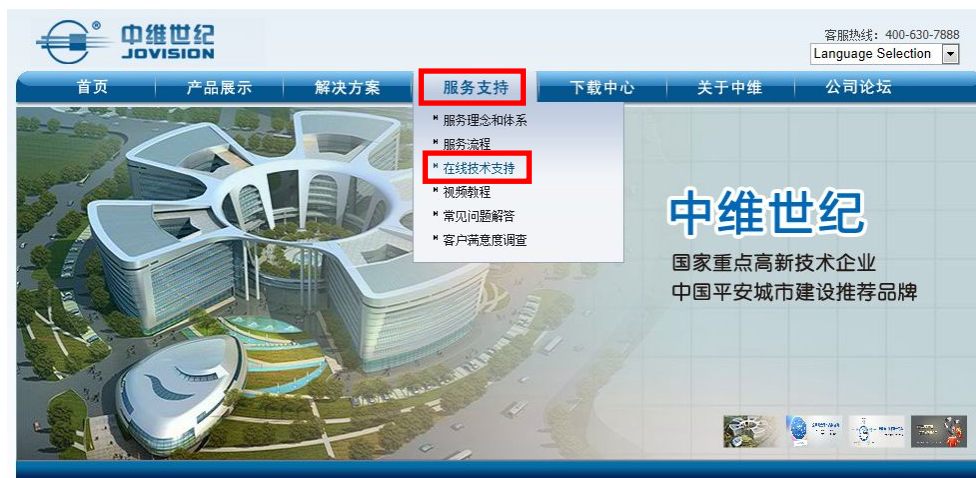 中维世纪
JOVISION
客服热线：400-630-7888
Language Selection
首页 产品展示 解决方案 服务支持 下载中心 关于中维 公司论坛
服务理念和体系
服务流程
在线技术支持
视频教程
常见问题解答
客户满意度调查
中维世纪
国家重点高新技术企业
中国平安城市建设推荐品牌